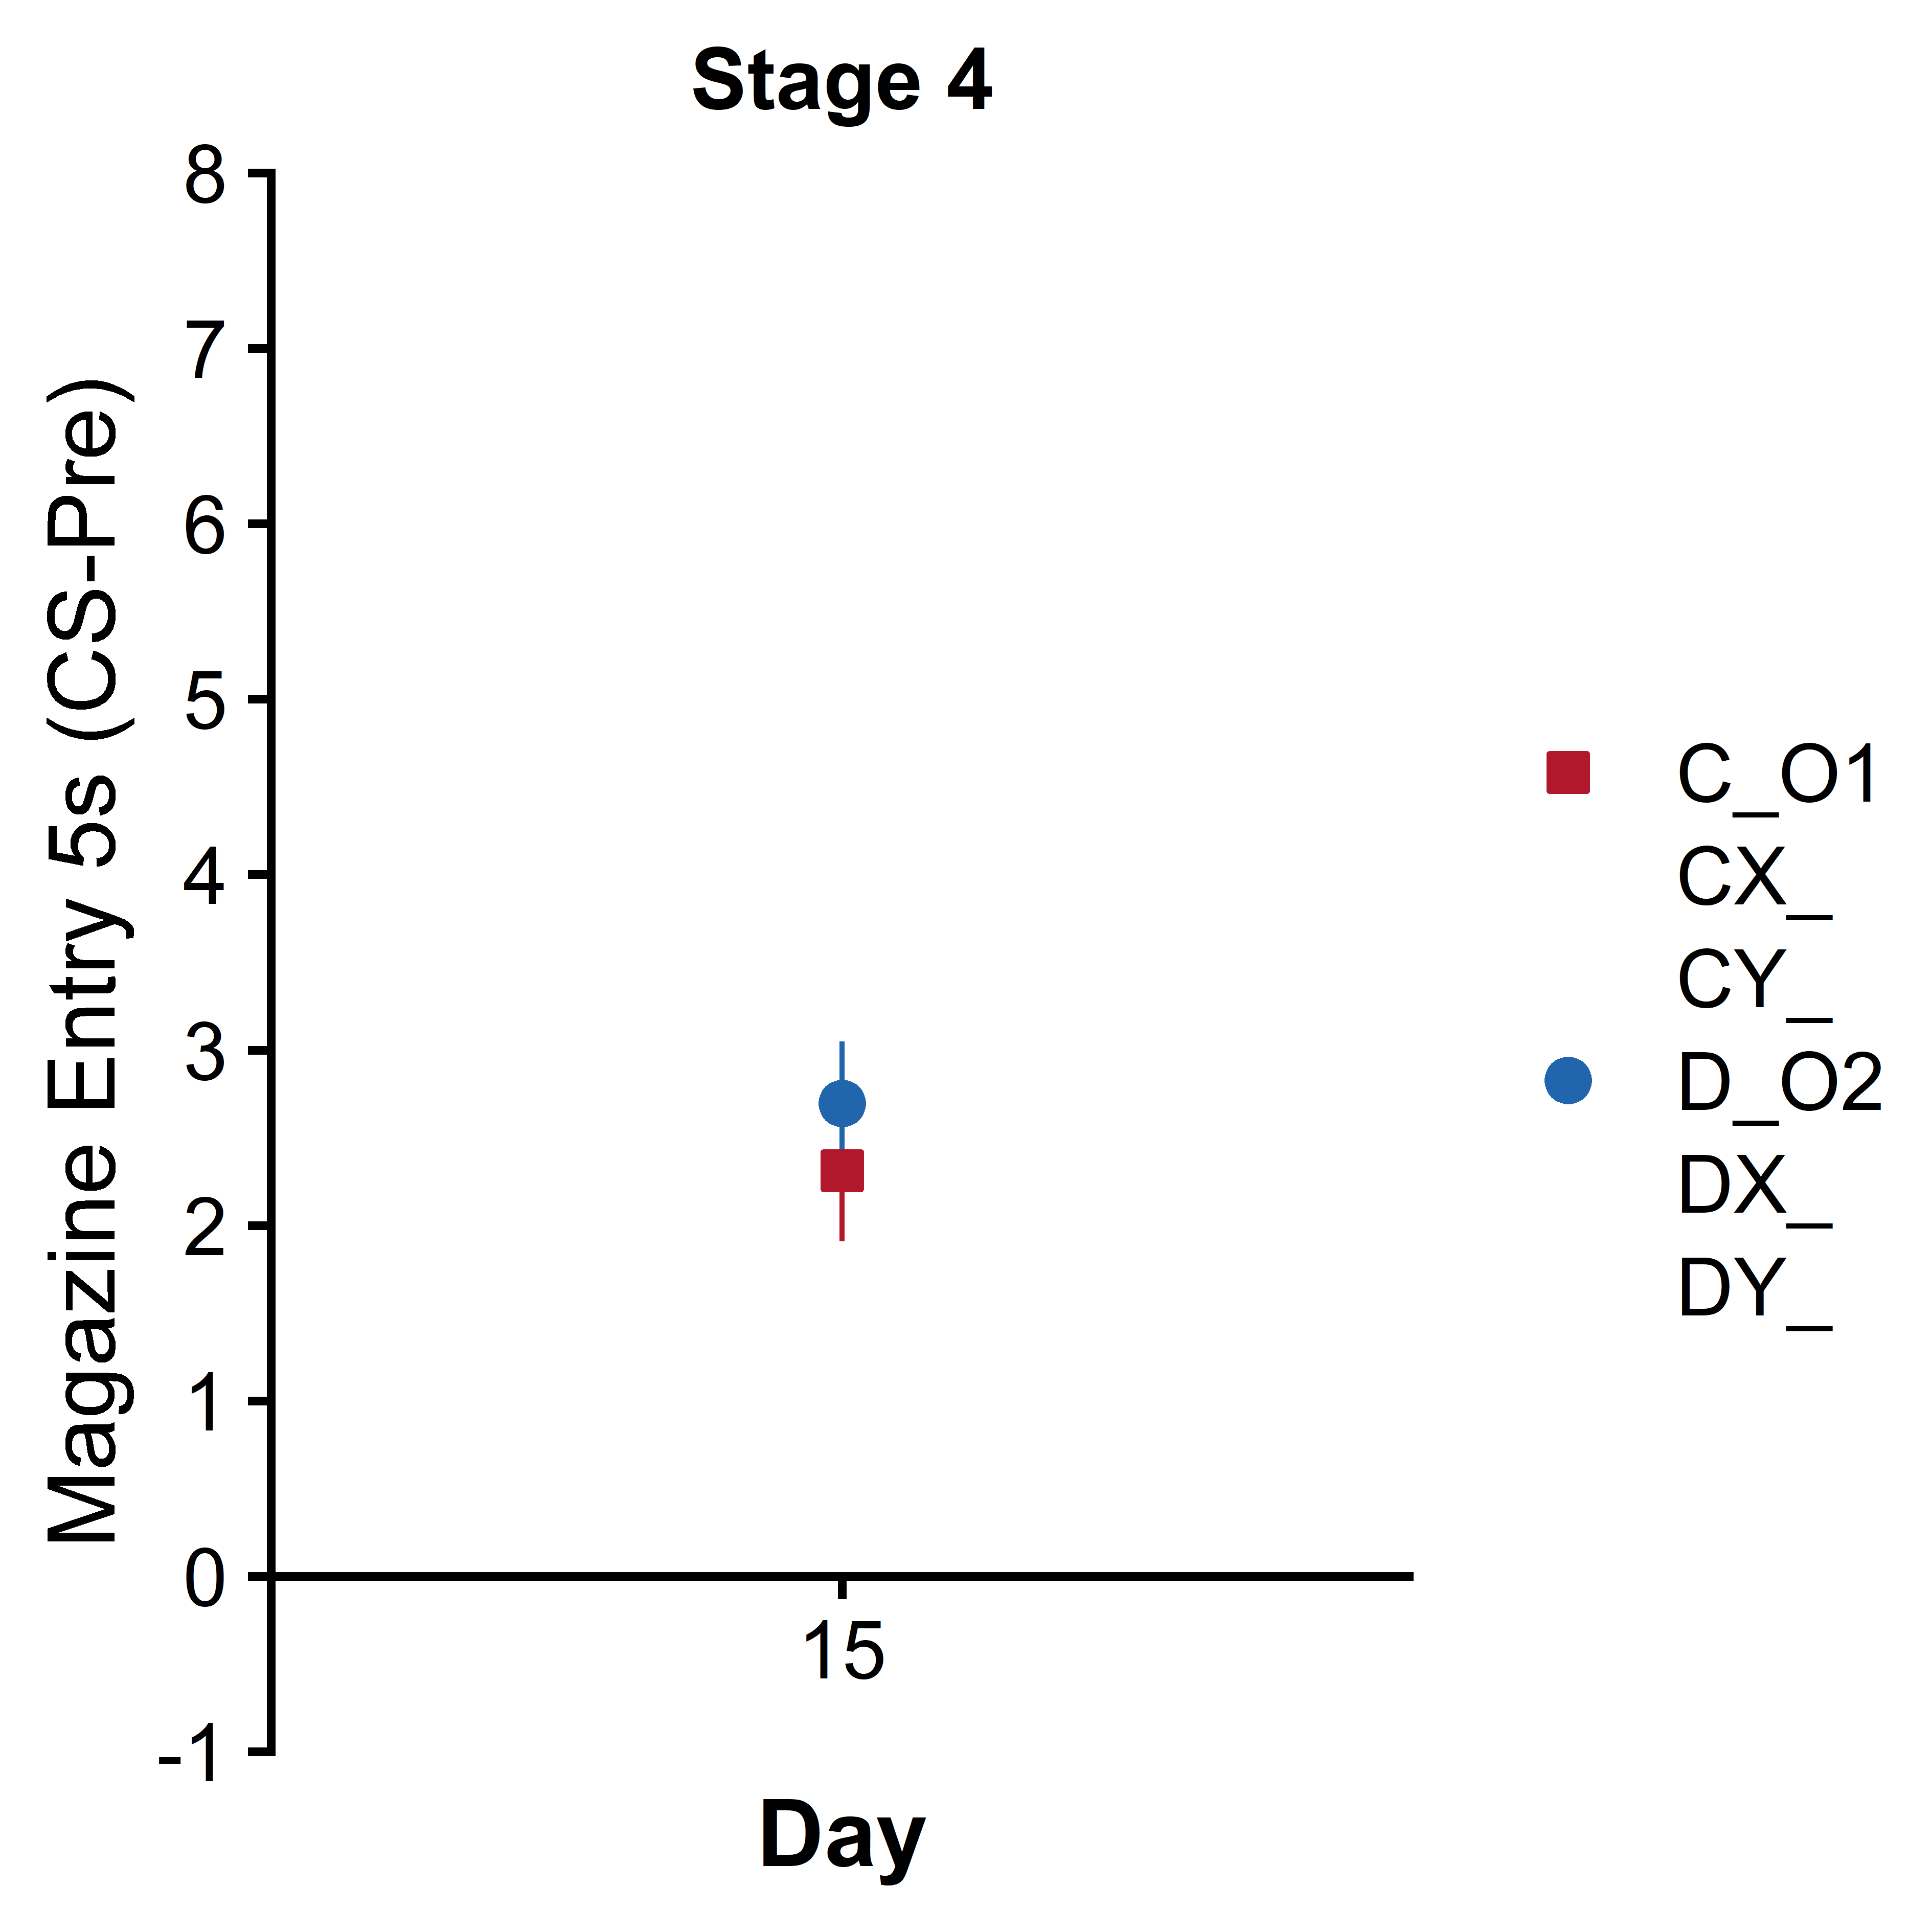 Stage 4
Magazine Entry 5s (CS-Pre)
8
7
6
5
4
3
2
1
0
-1
15
Day
C_O1
CX_
CY_
D_O2
DX_
DY_